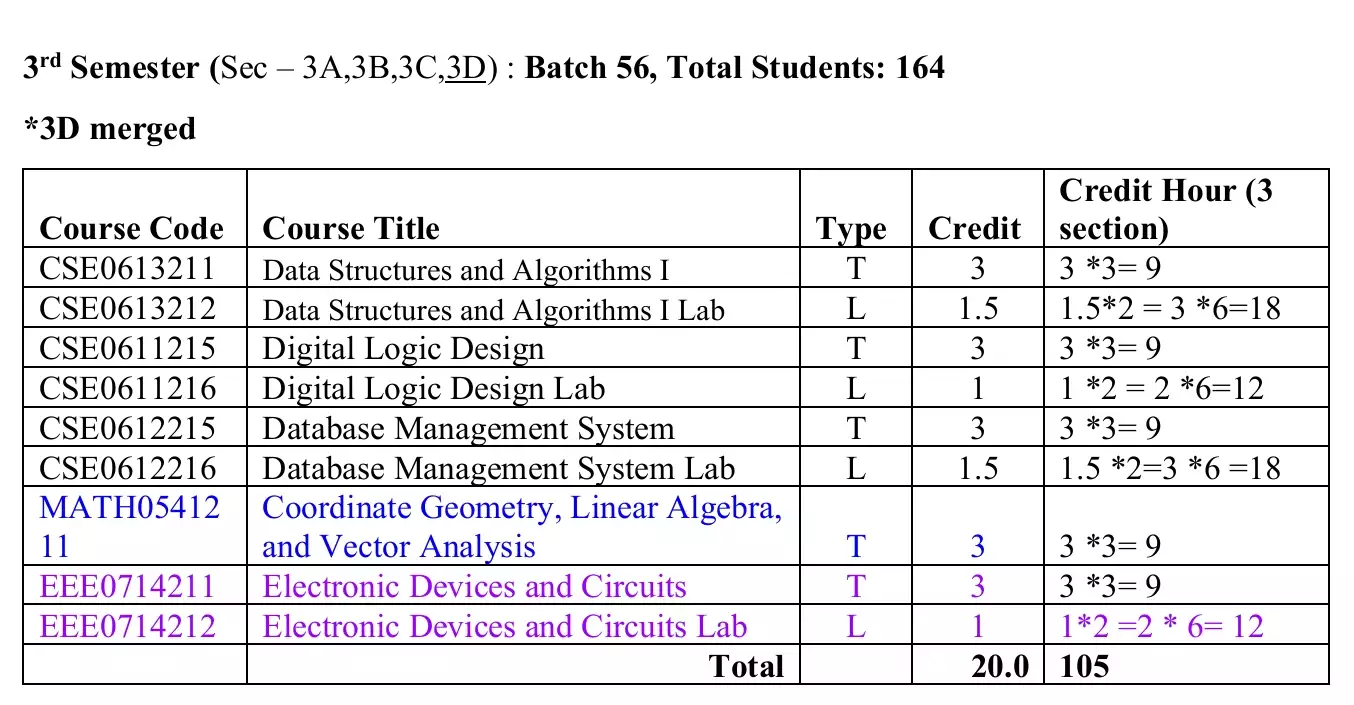 3rd Semester (Sec – 3A,3B,3C,3D) : Batch 56, Total Students: 164
*3D merged
Course Code Course Title Type Credit Credit Hour (3 section)
CSE0613211 Data Structures and Algorithms I T 3 3 *3= 9
CSE0613212 Data Structures and Algorithms I Lab L 1.5 1.5*2 = 3 *6=18
CSE0611215 Digital Logic Design T 3 3 *3= 9
CSE0611216 Digital Logic Design Lab L 1 1 *2 = 2 *6=12
CSE0612215 Database Management System T 3 3 *3= 9
CSE0612216 Database Management System Lab L 1.5 1.5 *2=3 *6 =18
MATH05412 Coordinate Geometry, Linear Algebra,
11 and Vector Analysis T 3 3 *3= 9
EEE0714211 Electronic Devices and Circuits T 3 3 *3= 9
EEE0714212 Electronic Devices and Circuits Lab L 1 1*2 =2 * 6= 12
Total 20.0 105